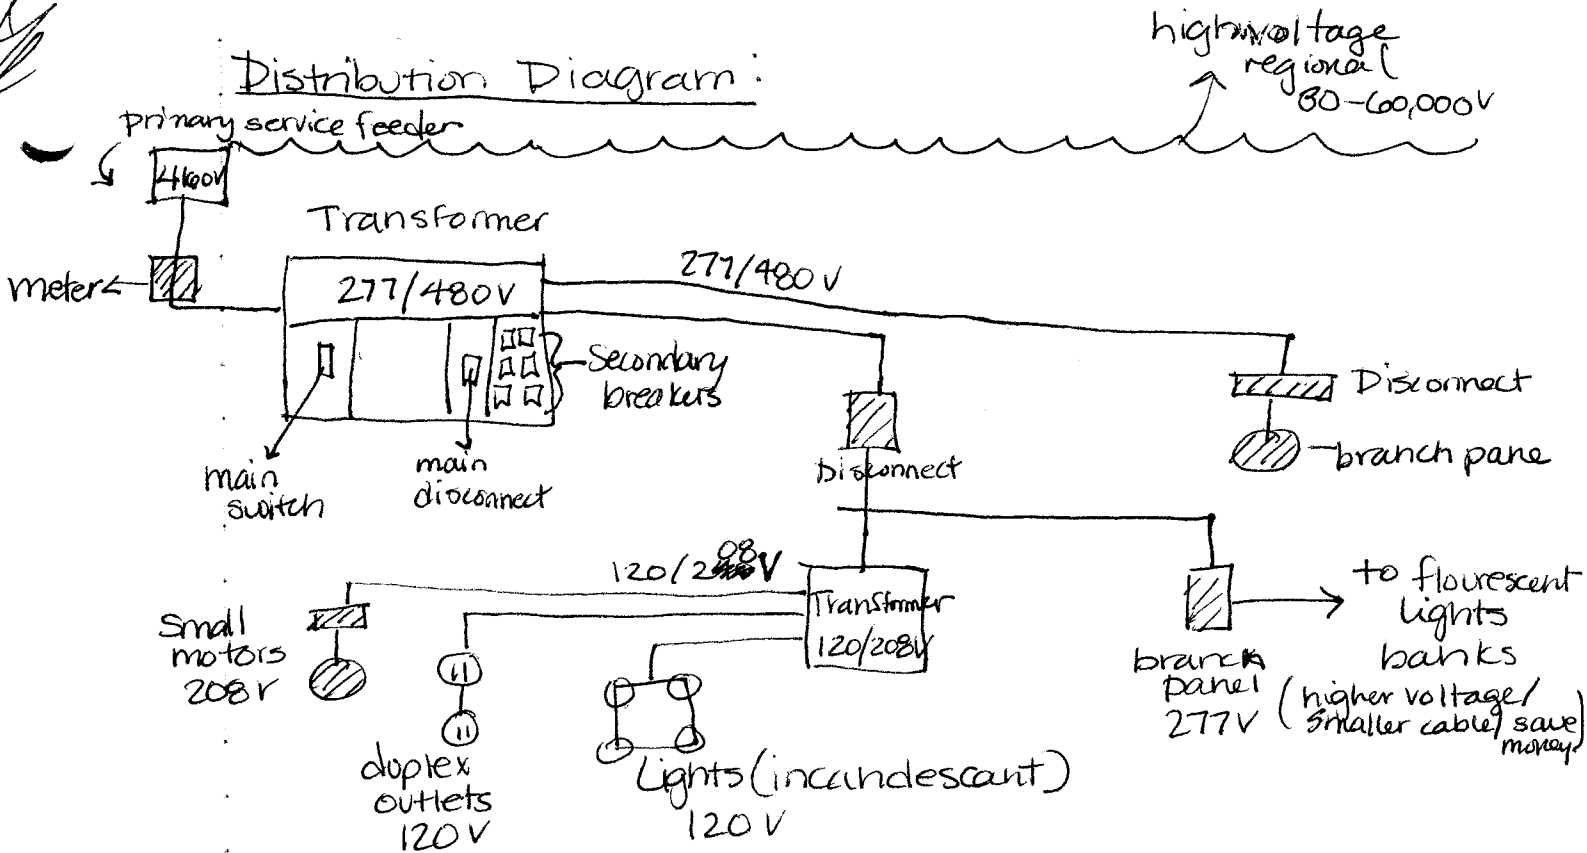 Distribution Diagram:
high voltage
regional
80-60,000V
primary service feeder
4160V
Transformer
meter
277/480V
277/480V
Secondary
breakers
main
switch
main
disconnect
Disconnect
branch pane
Disconnect
120/208V
Transformer
120/208V
Small
motors
208V
duplex
outlets
120V
Lights (incandescant)
120V
branch
panel
277V
to flourescent
lights
banks
(higher voltage/
smaller cable/save
money)